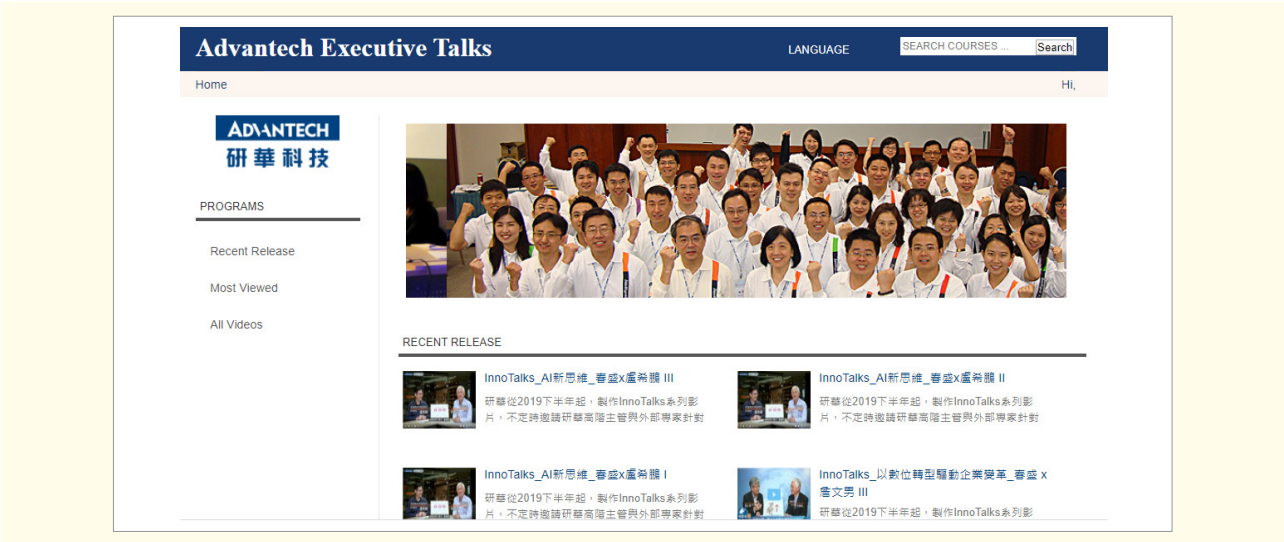 Advantech Executive Talks
LANGUAGE
SEARCH COURSES ...
Search
Home
Hi,
ADVANTECH
研華科技
PROGRAMS
Recent Release
Most Viewed
All Videos
RECENT RELEASE
InnoTalks_AI新思維_春盛x盧希鵬 III
研華從2019下半年起，製作InnoTalks系列影
片，不定時邀請研華高階主管與外部專家針對
InnoTalks_AI新思維_春盛x盧希鵬 II
研華從2019下半年起，製作InnoTalks系列影
片，不定時邀請研華高階主管與外部專家針對
InnoTalks_AI新思維_春盛x盧希鵬 I
研華從2019下半年起，製作InnoTalks系列影
片，不定時邀請研華高階主管與外部專家針對
InnoTalks_以數位轉型驅動企業變革_春盛 x
詹文男 III
研華從2019下半年起，製作InnoTalks系列影